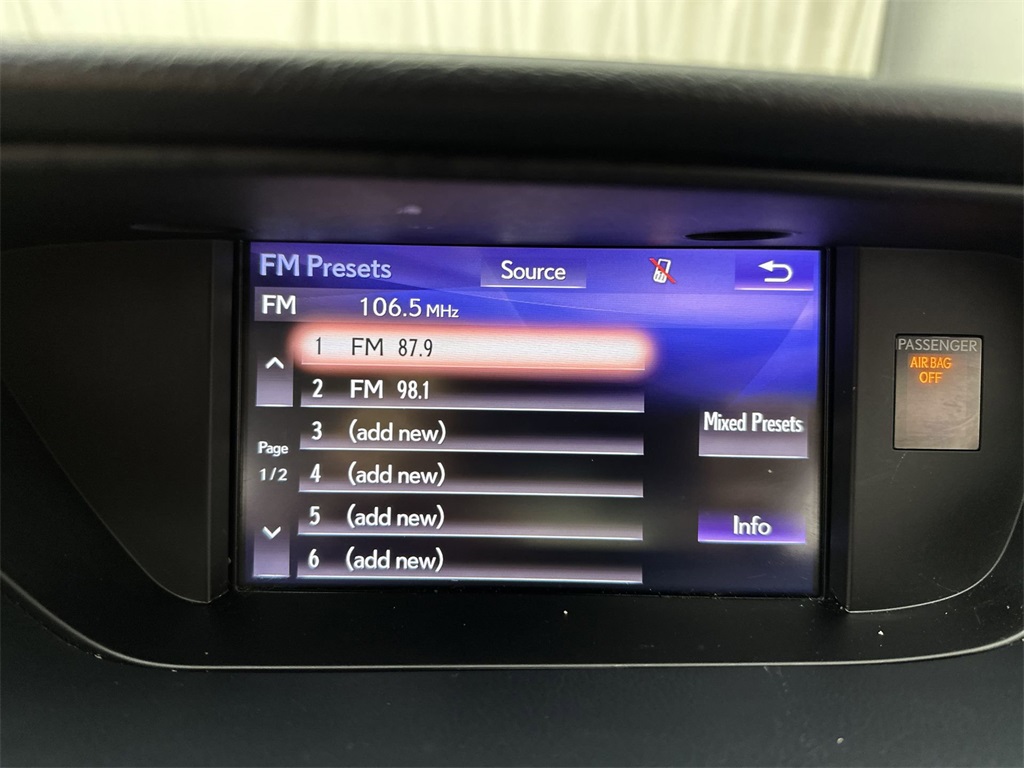 FM Presets
Source
FM
106.5 MHz
1 FM 87.9
2 FM 98.1
3 (add new)
4 (add new)
5 (add new)
6 (add new)
Page
1/2
Mixed Presets
Info
PASSENGER
AIR BAG
OFF